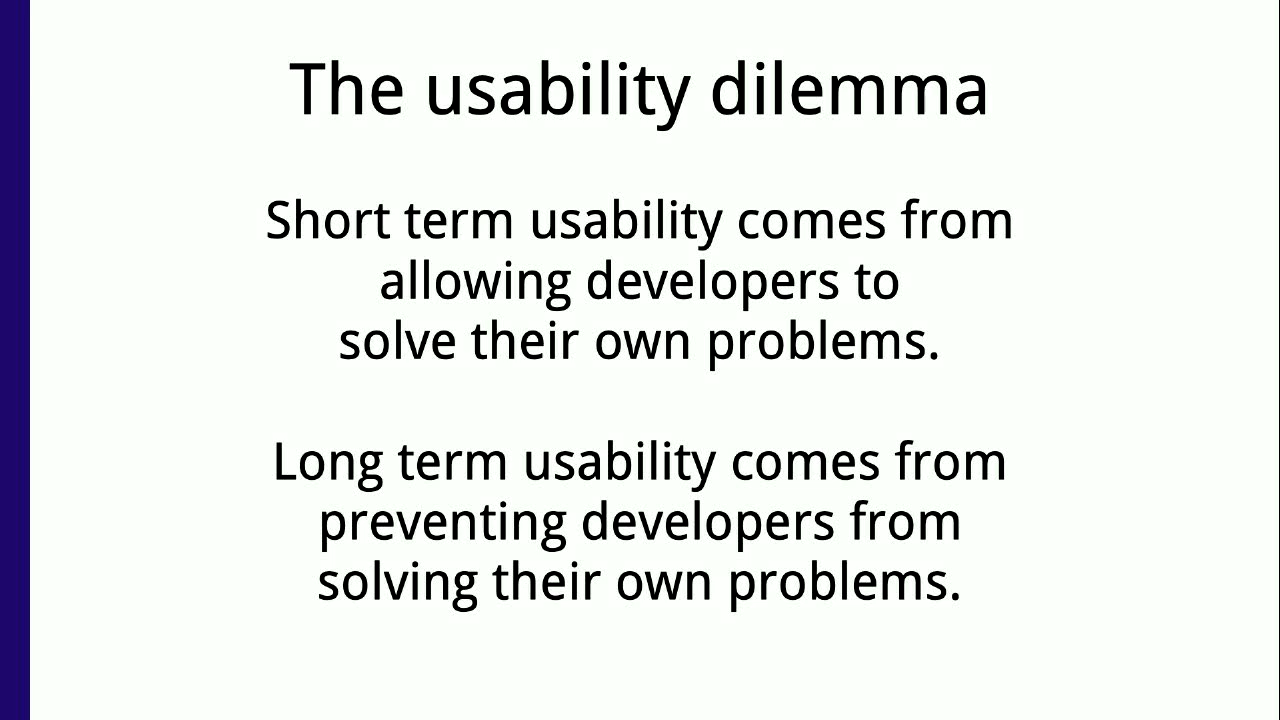 The usability dilemma
Short term usability comes from
allowing developers to
solve their own problems.
Long term usability comes from
preventing developers from
solving their own problems.